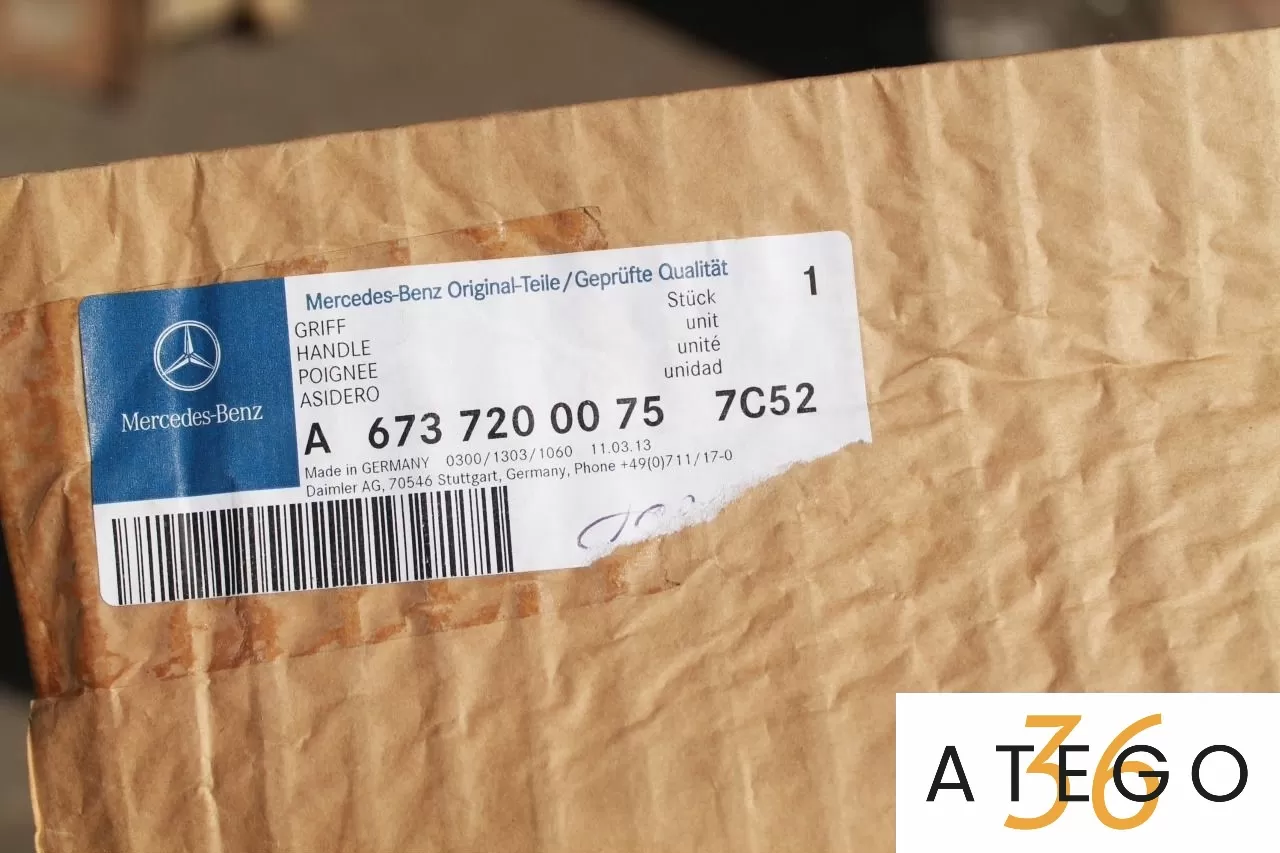 Mercedes-Benz
Mercedes-Benz Original-Teile/Geprüfte Qualität
1
GRIFF Stück
HANDLE unit
POIGNEE unité
ASIDERO unidad
A 673 720 00 75 7C52
Made in GERMANY 0300/1303/1060 11.03.13
Daimler AG, 70546 Stuttgart, Germany, Phone +49(0)711/17-0
ATEGO
36